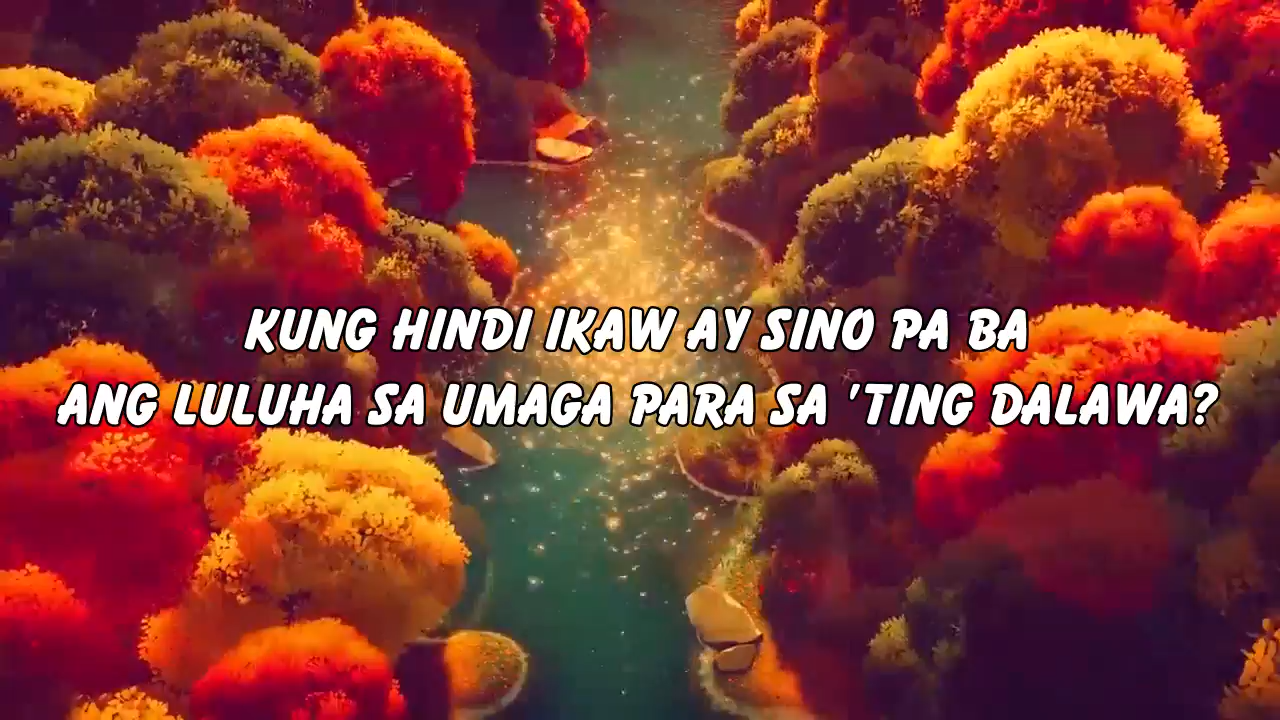 KUNG HINDI IKAW AY SINO PA BA
ANG LULUHA SA UMAGA PARA SA 'TING DALAWA?